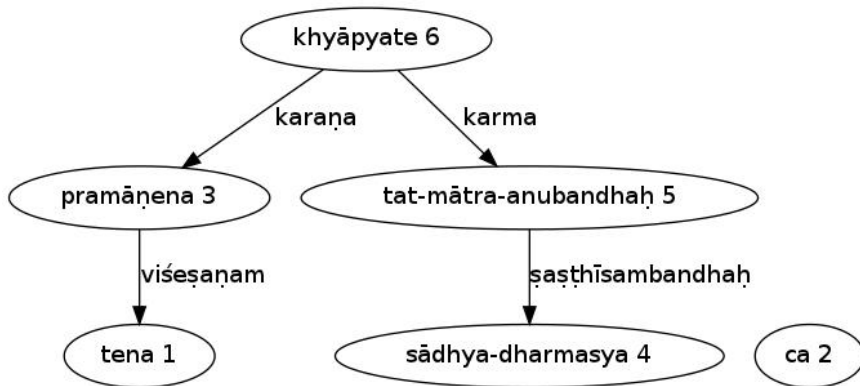 khyāpyate 6
karaṇa karma
pramāṇena 3 tat-mātra-anubandhaḥ 5
viśeṣaṇam ṣaṣṭhīsambandhaḥ
tena 1 sādhya-dharmasya 4 ca 2